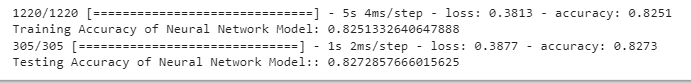 1220/1220 [==============================] - 5s 4ms/step - loss: 0.3813 - accuracy: 0.8251
Training Accuracy of Neural Network Model: 0.8251332640647888
305/305 [==============================] - 1s 2ms/step - loss: 0.3877 - accuracy: 0.8273
Testing Accuracy of Neural Network Model:: 0.8272857666015625